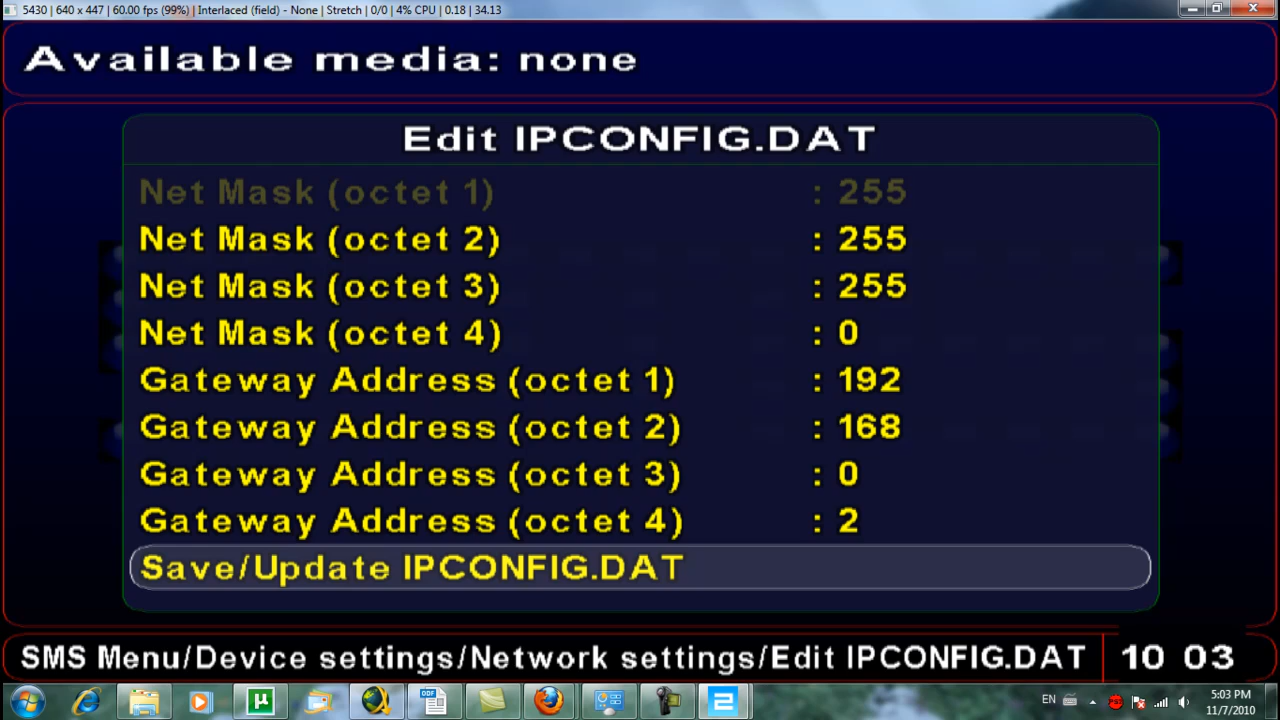 5430 | 640 x 447 | 60.00 fps (99%) | Interlaced (field) - None | Stretch | 0/0 | 4% CPU | 0.18 | 34.13
Available media: none
Edit IPCONFIG.DAT
Net Mask (octet 1) : 255
Net Mask (octet 2) : 255
Net Mask (octet 3) : 255
Net Mask (octet 4) : 0
Gateway Address (octet 1) : 192
Gateway Address (octet 2) : 168
Gateway Address (octet 3) : 0
Gateway Address (octet 4) : 2
Save/Update IPCONFIG.DAT
SMS Menu/Device settings/Network settings/Edit IPCONFIG.DAT 10 03
EN 5:03 PM
11/7/2010